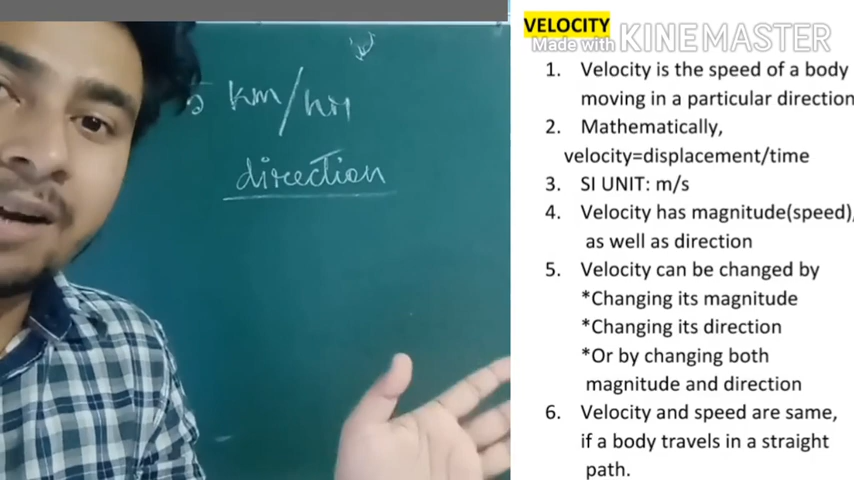 km/hr
direction
VELOCITY
Made with KINEMASTER
1. Velocity is the speed of a body
moving in a particular direction
2. Mathematically,
velocity=displacement/time
3. SI UNIT: m/s
4. Velocity has magnitude(speed),
as well as direction
5. Velocity can be changed by
*Changing its magnitude
*Changing its direction
*Or by changing both
magnitude and direction
6. Velocity and speed are same,
if a body travels in a straight
path.